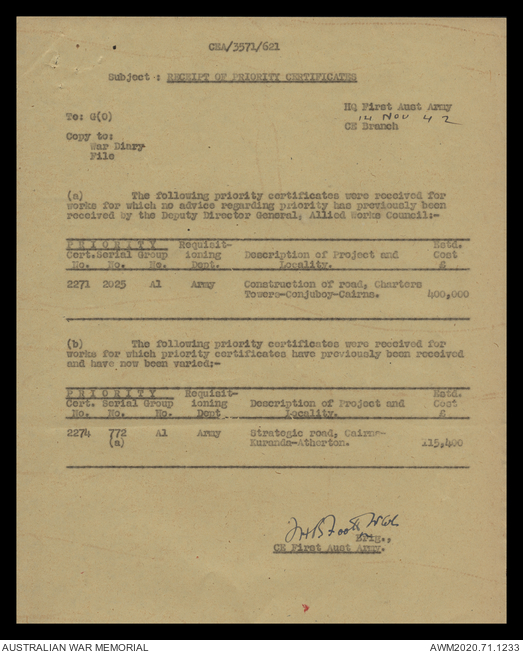 CHA/3571/621
Subject : RECEIPT OF PRIORITY CERTIFICATES
HQ First Aust Army
14 Nov 42
CE Branch
To: G(O)
Copy to:
War Diary
File
(a) The following priority certificates were received for
works for which no advice regarding priority has previously been
received by the Deputy Director General, Allied Works Council:-
PRIORITY Requisit- Estd.
Cert. Serial Group ioning Description of Project and Cost
No. No. No. Dept. Locality. £
2271 2025 A1 Army Construction of road, Charters
Towers-Conjuboy-Cairns. 400,000
(b) The following priority certificates were received for
works for which priority certificates have previously been received
and have now been varied:-
PRIORITY Requisit- Estd.
Cert. Serial Group ioning Description of Project and Cost
No. No. No. Dept Locality. £
2274 772 A1 Army Strategic road, Cairns-
(a) Kuranda-Atherton. 115,400
Brig.,
CE First Aust Army.
AUSTRALIAN WAR MEMORIAL AWM2020.71.1233